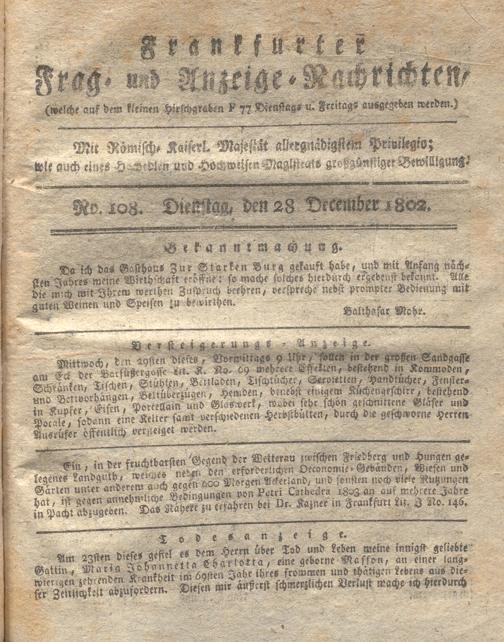 Frankfurter
Frag- und Anzeige-Nachrichten,
(welche auf dem kleinen Hirschgraben F 77 Dienstags u. Freitags ausgegeben werden.)
Mit Römisch-Kaiserl. Majestät allergnädigstem Privilegio;
wie auch eines Hochedlen und Hochweisen Magistrats großgünstiger Bewilligung.
No. 108. Dienstag, den 28 December 1802.
Bekanntmachung.
Da ich das Gasthaus Zur Starken Burg gekauft habe, und mit Anfang näch-
sten Jahres meine Wirthschaft eröffne: so mache solches hierdurch ergebenst bekannt. Alle
die mich mit Ihrem werthen Zuspruch beehren, verspreche nebst prompter Bedienung mit
guten Weinen und Speisen zu bewirthen.
Balthasar Mohr.
Versteigerungs-Anzeige.
Mittwoch, den 29sten dieses, Vormittags 9 Uhr, sollen in der großen Sandgasse
am Eck der Barfüßergasse Lit. K. No. 69 mehrere Effekten, bestehend in Kommoden,
Schränken, Tischen, Stühlen, Bettladen, Tischtücher, Servietten, Handtücher, Fenster-
und Bettvorhängen, Bettüberzügen, Hemden, benebst einigem Küchengeschirr, bestehend
in Kupfer, Eisen, Porcellain und Glaswerk, wobei sehr schön geschnittene Gläser und
Pocale, sodann eine Kelter samt verschiedenen Herbstbütten, durch die geschworne Herren
Ausrüfer öffentlich versteiget werden.
Ein, in der fruchtbarsten Gegend der Wetterau zwischen Friedberg und Hungen ge-
legenes Landguth, welches neben den erforderlichen Oeconomie-Gebäuden, Wiesen und
Gärten unter anderem auch gegen 600 Morgen Ackerland, und sonsten noch viele Nutzungen
hat, ist gegen annehmliche Bedingungen von Petri Cathedra 1803 an auf mehrere Jahre
in Pacht abzugeben. Das Nähere zu erfahren bei Dr. Kazner in Frankfurt Lit. J No. 146.
Todesanzeige.
Am 23sten dieses gefiel es dem Herrn über Tod und Leben meine innigst geliebte
Gattin, Maria Johannetta Charlotta, eine geborne Masson, an einer lang-
wierigen zehrenden Krankheit im 69sten Jahr ihres frommen und thätigen Lebens aus die-
ser Zeitlichkeit abzufordern. Diesen mir äußerst schmerzlichen Verlust mache ich hierdurch